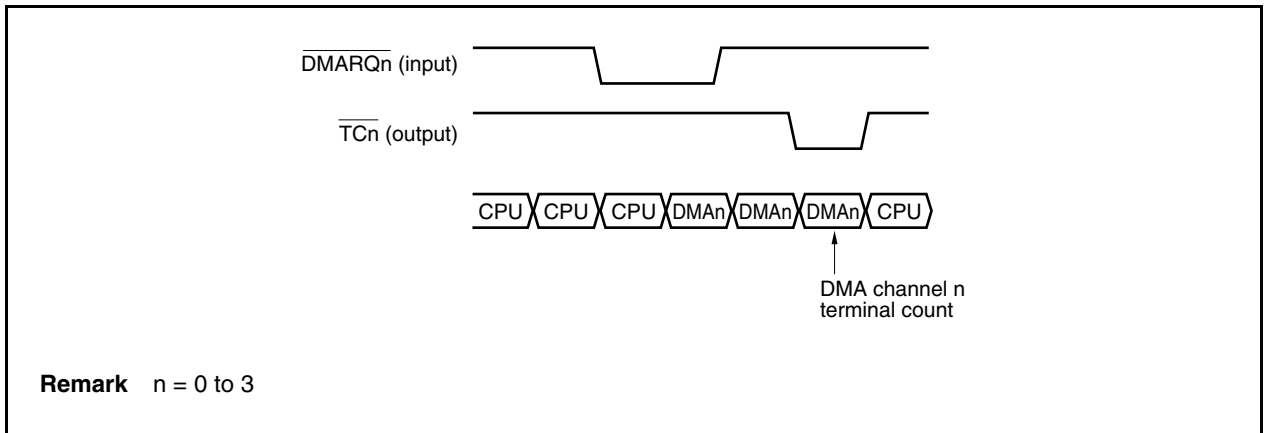 DMARQn (input)
TCn (output)
CPU CPU CPU DMAn DMAn DMAn CPU
DMA channel n
terminal count
Remark n = 0 to 3